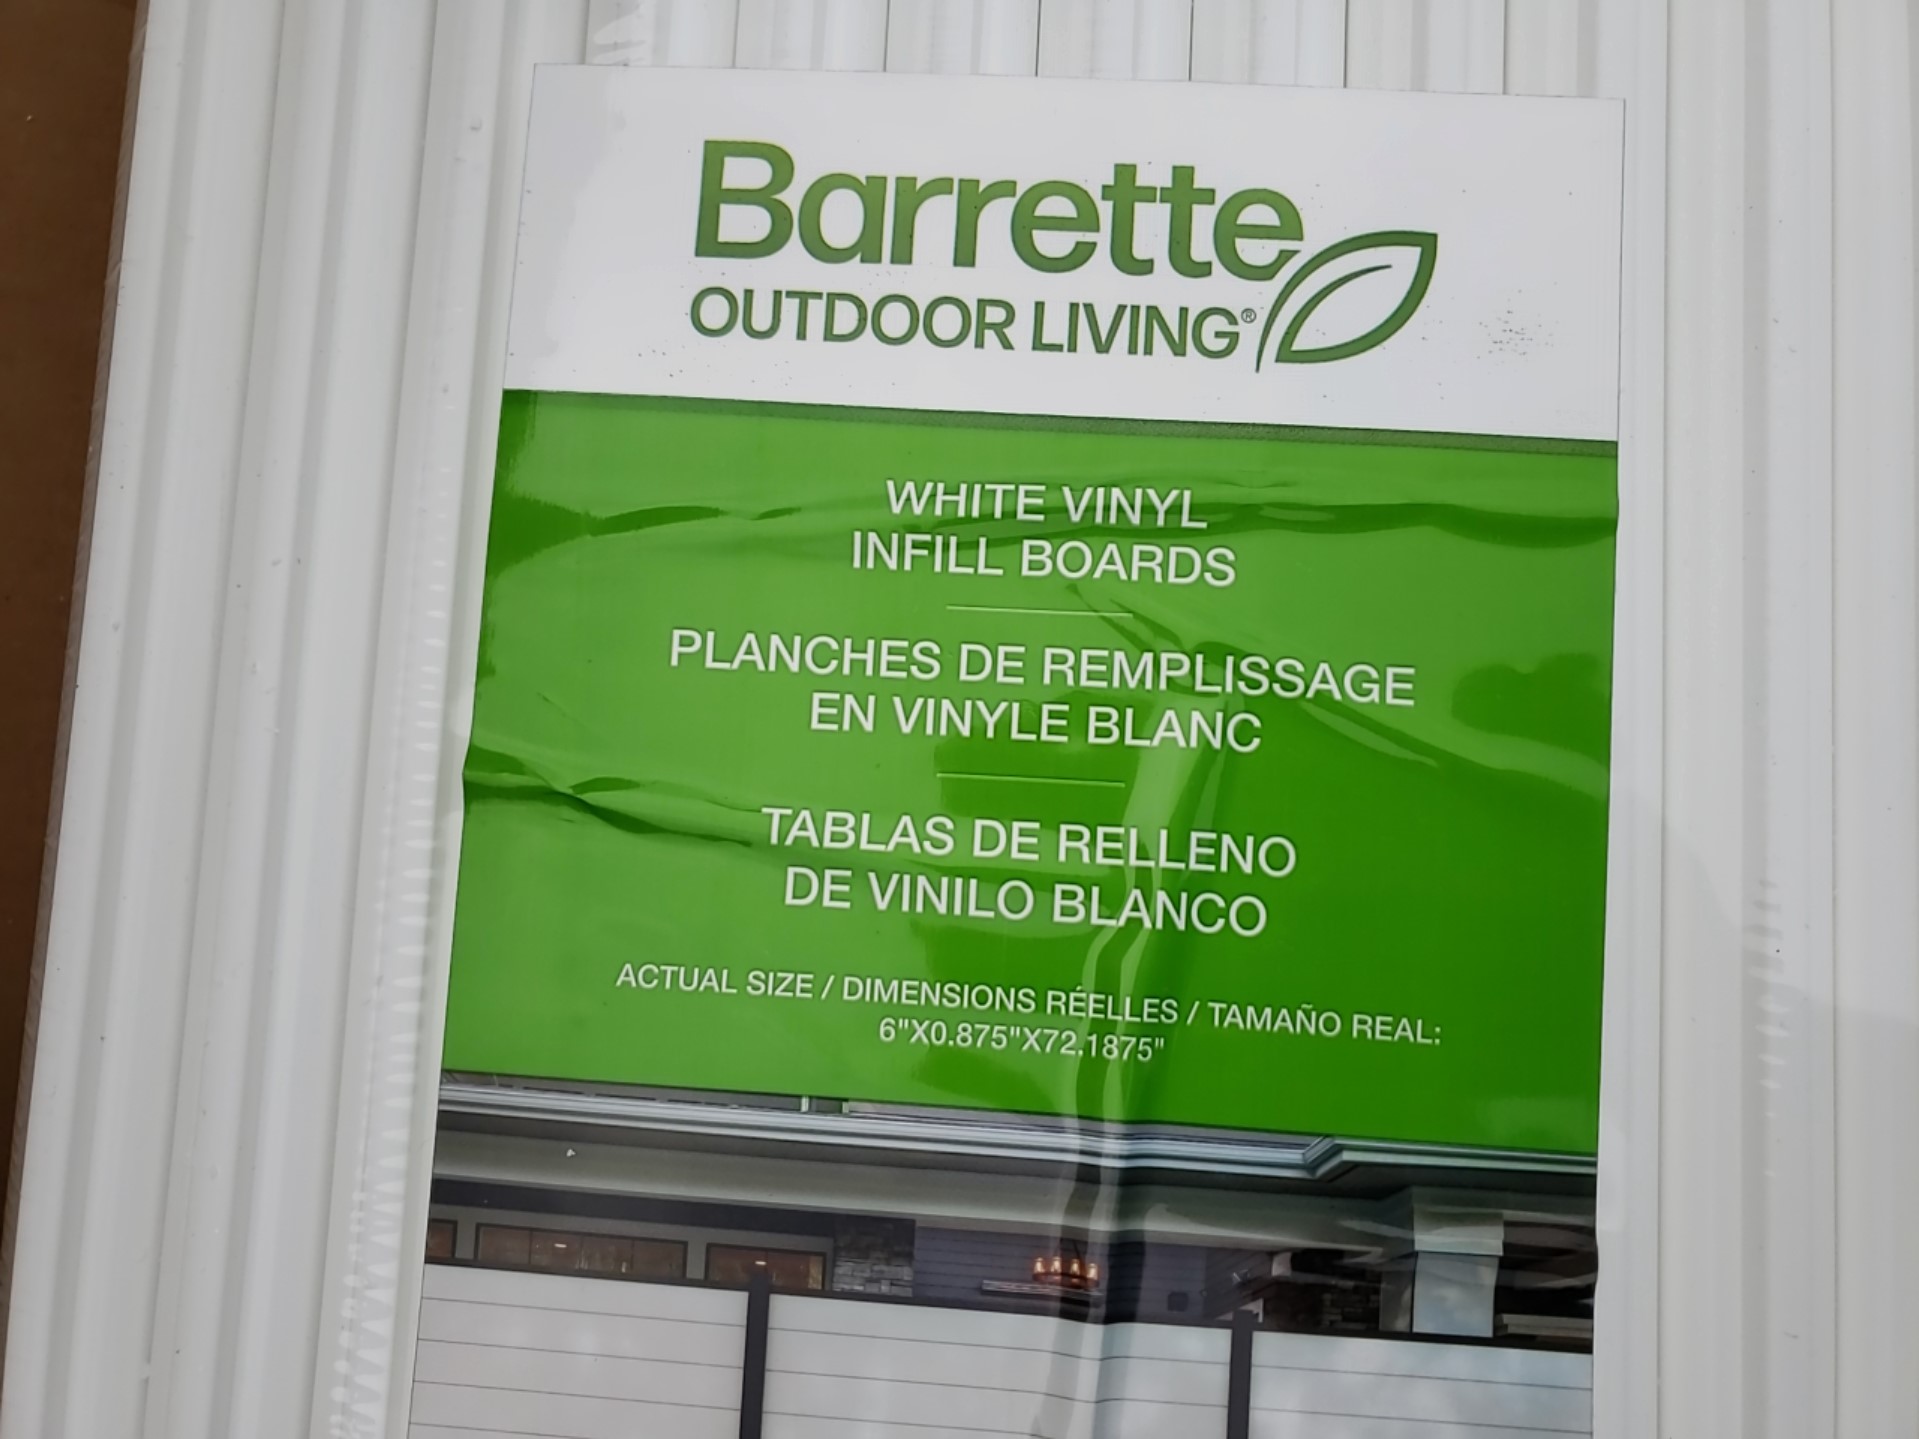 Barrette
OUTDOOR LIVING®
WHITE VINYL
INFILL BOARDS
PLANCHES DE REMPLISSAGE
EN VINYLE BLANC
TABLAS DE RELLENO
DE VINILO BLANCO
ACTUAL SIZE / DIMENSIONS RÉELLES / TAMAÑO REAL:
6"X0.875"X72.1875"